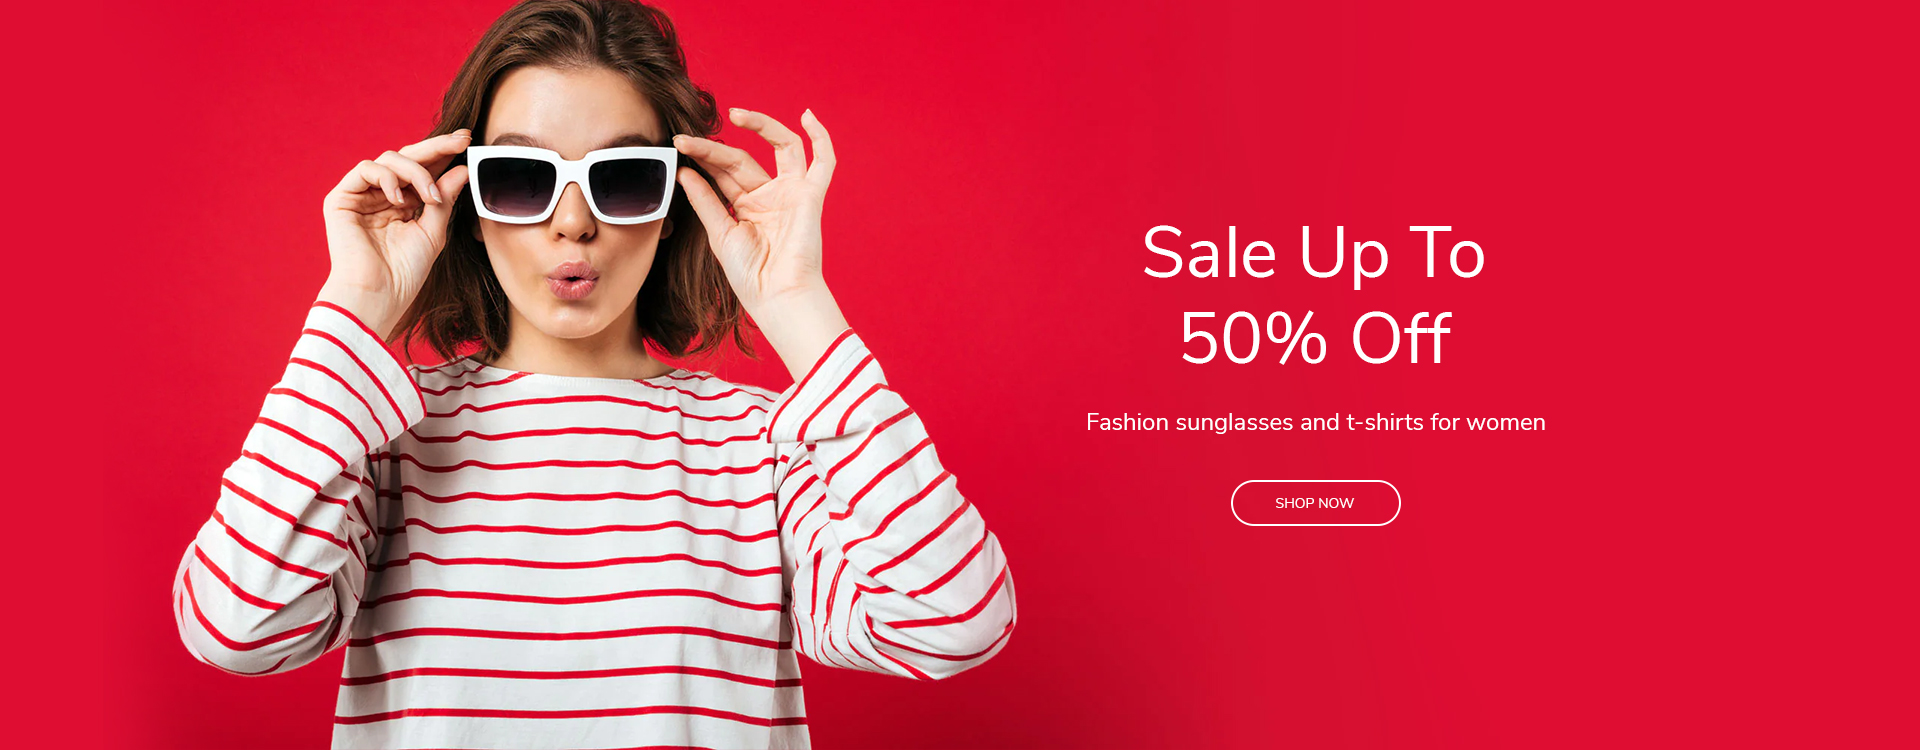 Sale Up To
50% Off
Fashion sunglasses and t-shirts for women
SHOP NOW